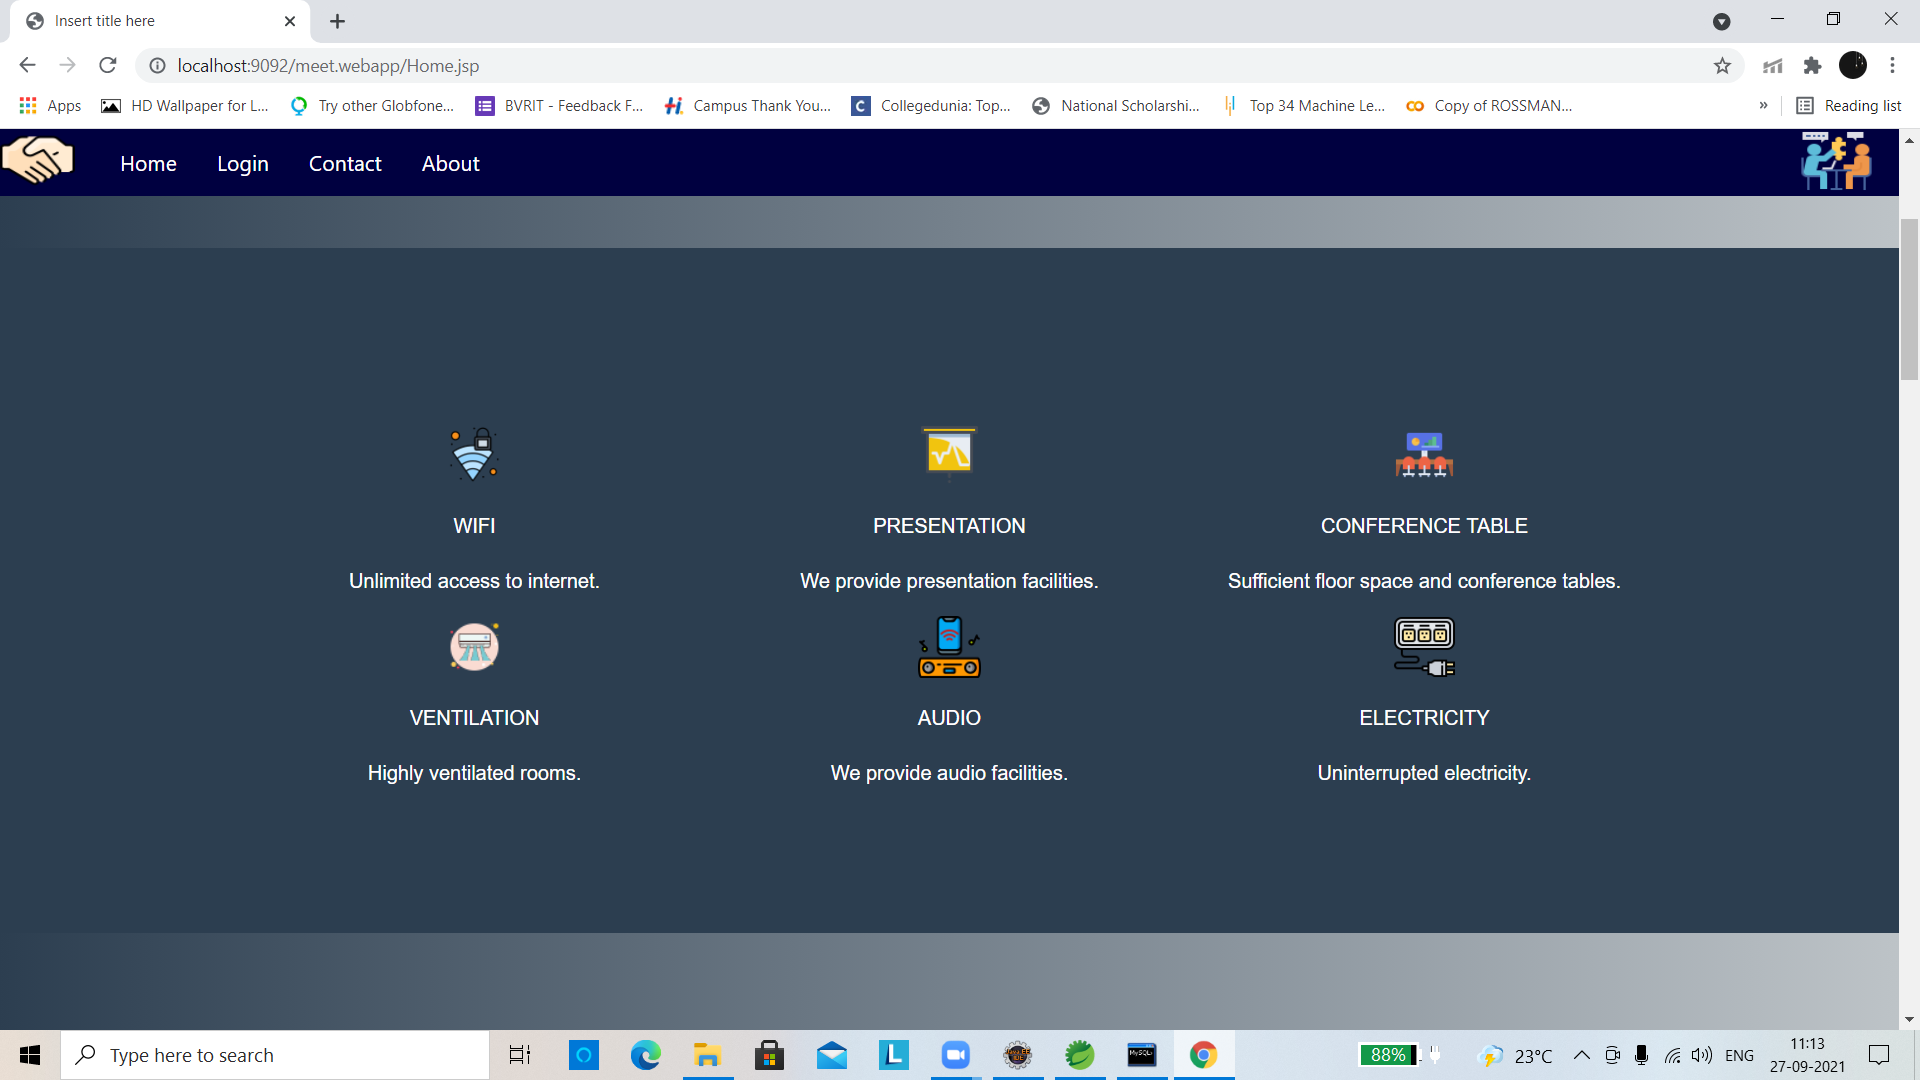 Insert title here
localhost:9092/meet.webapp/Home.jsp
Apps HD Wallpaper for L... Try other Globfone... BVRIT - Feedback F... Campus Thank You... Collegedunia: Top... National Scholarshi... Top 34 Machine Le... Copy of ROSSMAN... » Reading list
Home Login Contact About
WIFI PRESENTATION CONFERENCE TABLE
Unlimited access to internet. We provide presentation facilities. Sufficient floor space and conference tables.
VENTILATION AUDIO ELECTRICITY
Highly ventilated rooms. We provide audio facilities. Uninterrupted electricity.
Type here to search 88% 23°C ENG 11:13
27-09-2021